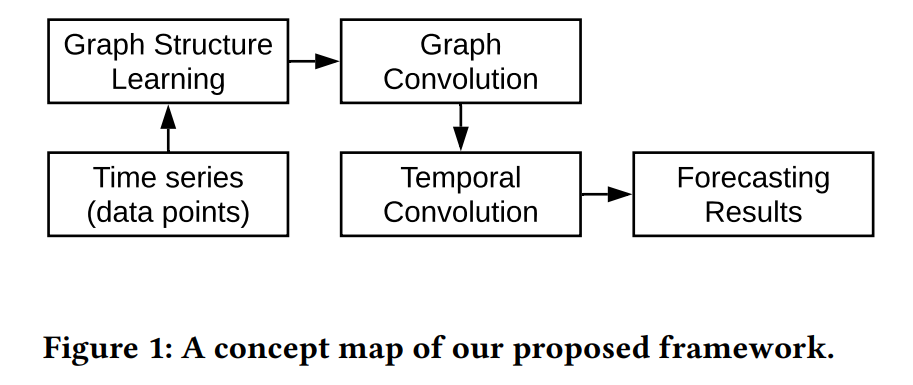 Graph Structure
Learning
Graph
Convolution
Time series
(data points)
Temporal
Convolution
Forecasting
Results
Figure 1: A concept map of our proposed framework.